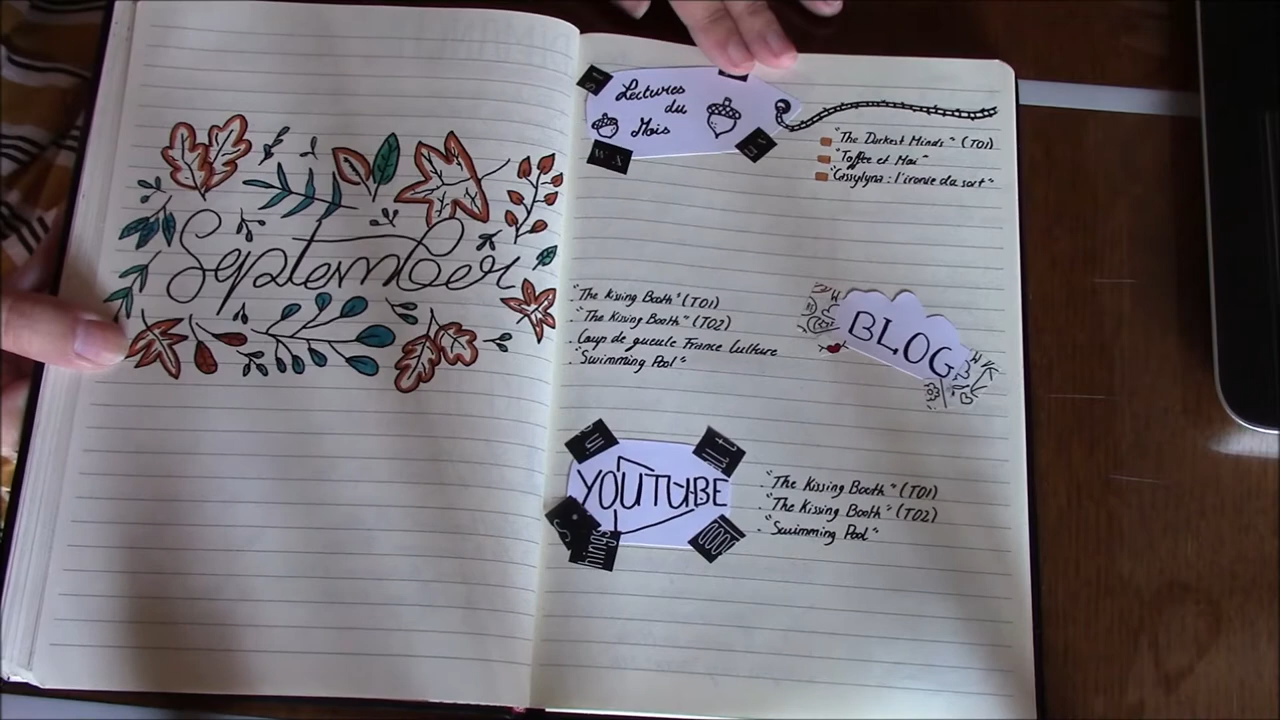 September
Lectures
du
Mois
"The Darkest Minds" (T01)
"Toffee et Moi"
"Cassylyna : l'ironie du sort"
BLOG
. "The Kissing Booth" (T01)
. "The Kissing Booth" (T02)
. Coup de gueule France Culture
. "Swimming Pool"
YOUTUBE
. "The Kissing Booth" (T01)
. "The Kissing Booth" (T02)
. "Swimming Pool"
hings